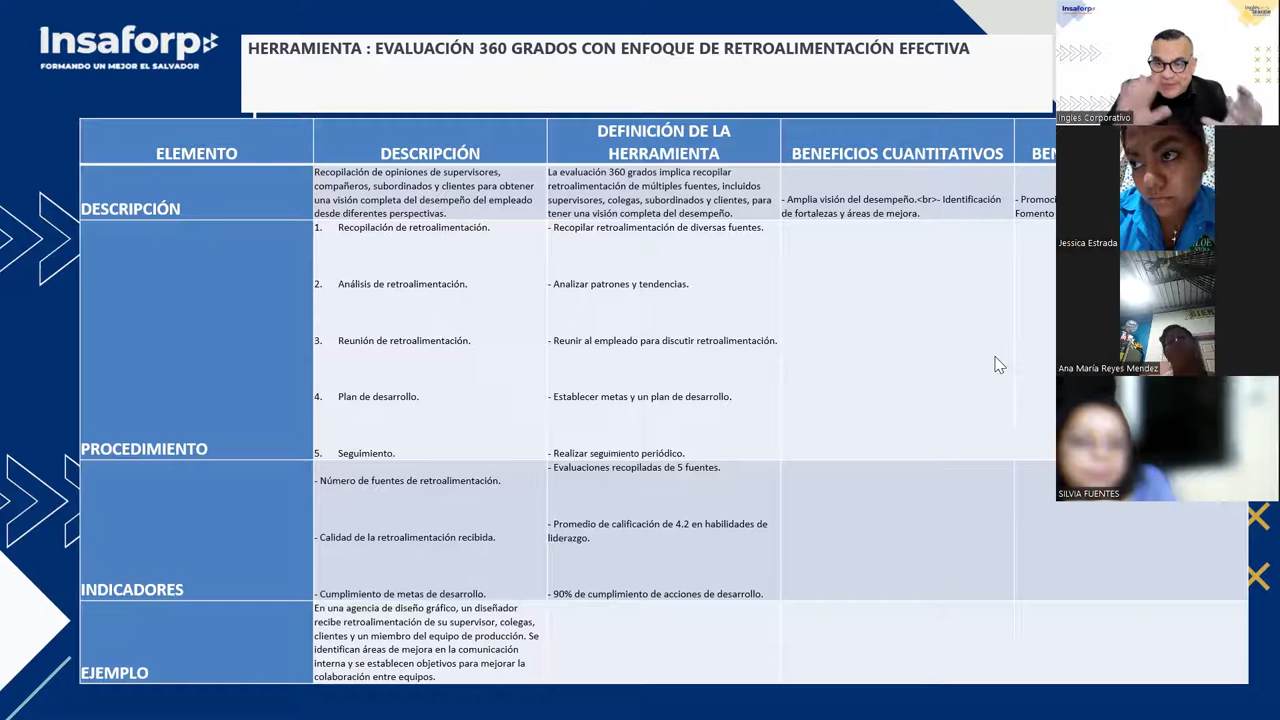 Insaforp
FORMANDO UN MEJOR EL SALVADOR
HERRAMIENTA : EVALUACIÓN 360 GRADOS CON ENFOQUE DE RETROALIMENTACIÓN EFECTIVA
ELEMENTO
DESCRIPCIÓN
DEFINICIÓN DE LA
HERRAMIENTA
BENEFICIOS CUANTITATIVOS
DESCRIPCIÓN
Recopilación de opiniones de supervisores,
compañeros, subordinados y clientes para obtener
una visión completa del desempeño del empleado
desde diferentes perspectivas.
La evaluación 360 grados implica recopilar
retroalimentación de múltiples fuentes, incluidos
supervisores, colegas, subordinados y clientes, para
tener una visión completa del desempeño.
- Amplia visión del desempeño.<br>- Identificación
de fortalezas y áreas de mejora.
- Promoci
Fomento
PROCEDIMIENTO
1. Recopilación de retroalimentación.
2. Análisis de retroalimentación.
3. Reunión de retroalimentación.
4. Plan de desarrollo.
5. Seguimiento.
- Recopilar retroalimentación de diversas fuentes.
- Analizar patrones y tendencias.
- Reunir al empleado para discutir retroalimentación.
- Establecer metas y un plan de desarrollo.
- Realizar seguimiento periódico.
INDICADORES
- Número de fuentes de retroalimentación.
- Calidad de la retroalimentación recibida.
- Cumplimiento de metas de desarrollo.
- Evaluaciones recopiladas de 5 fuentes.
- Promedio de calificación de 4.2 en habilidades de
liderazgo.
- 90% de cumplimiento de acciones de desarrollo.
EJEMPLO
En una agencia de diseño gráfico, un diseñador
recibe retroalimentación de su supervisor, colegas,
clientes y un miembro del equipo de producción. Se
identifican áreas de mejora en la comunicación
interna y se establecen objetivos para mejorar la
colaboración entre equipos.
Insaforp
Ingles Corporativo
Jessica Estrada
Ana María Reyes Mendez
SILVIA FUENTES